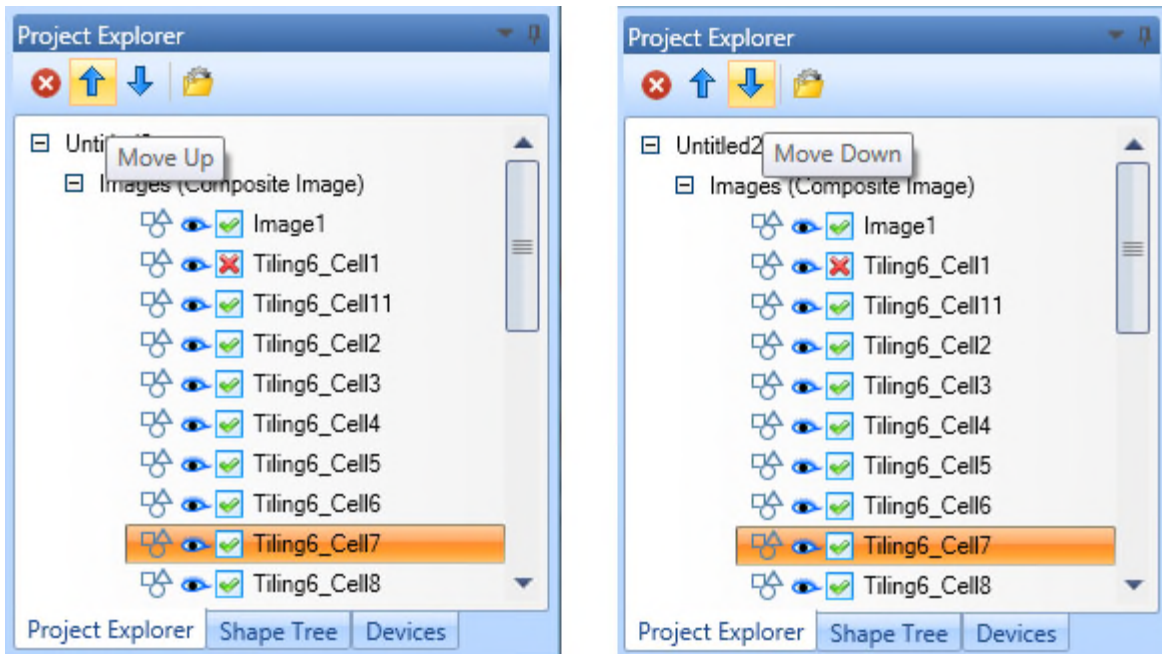 Project Explorer
Move Up
Images (Composite Image)
Image1
Tiling6_Cell1
Tiling6_Cell11
Tiling6_Cell2
Tiling6_Cell3
Tiling6_Cell4
Tiling6_Cell5
Tiling6_Cell6
Tiling6_Cell7
Tiling6_Cell8
Project Explorer Shape Tree Devices
Project Explorer
Untitled2
Move Down
Images (Composite Image)
Image1
Tiling6_Cell1
Tiling6_Cell11
Tiling6_Cell2
Tiling6_Cell3
Tiling6_Cell4
Tiling6_Cell5
Tiling6_Cell6
Tiling6_Cell7
Tiling6_Cell8
Project Explorer Shape Tree Devices